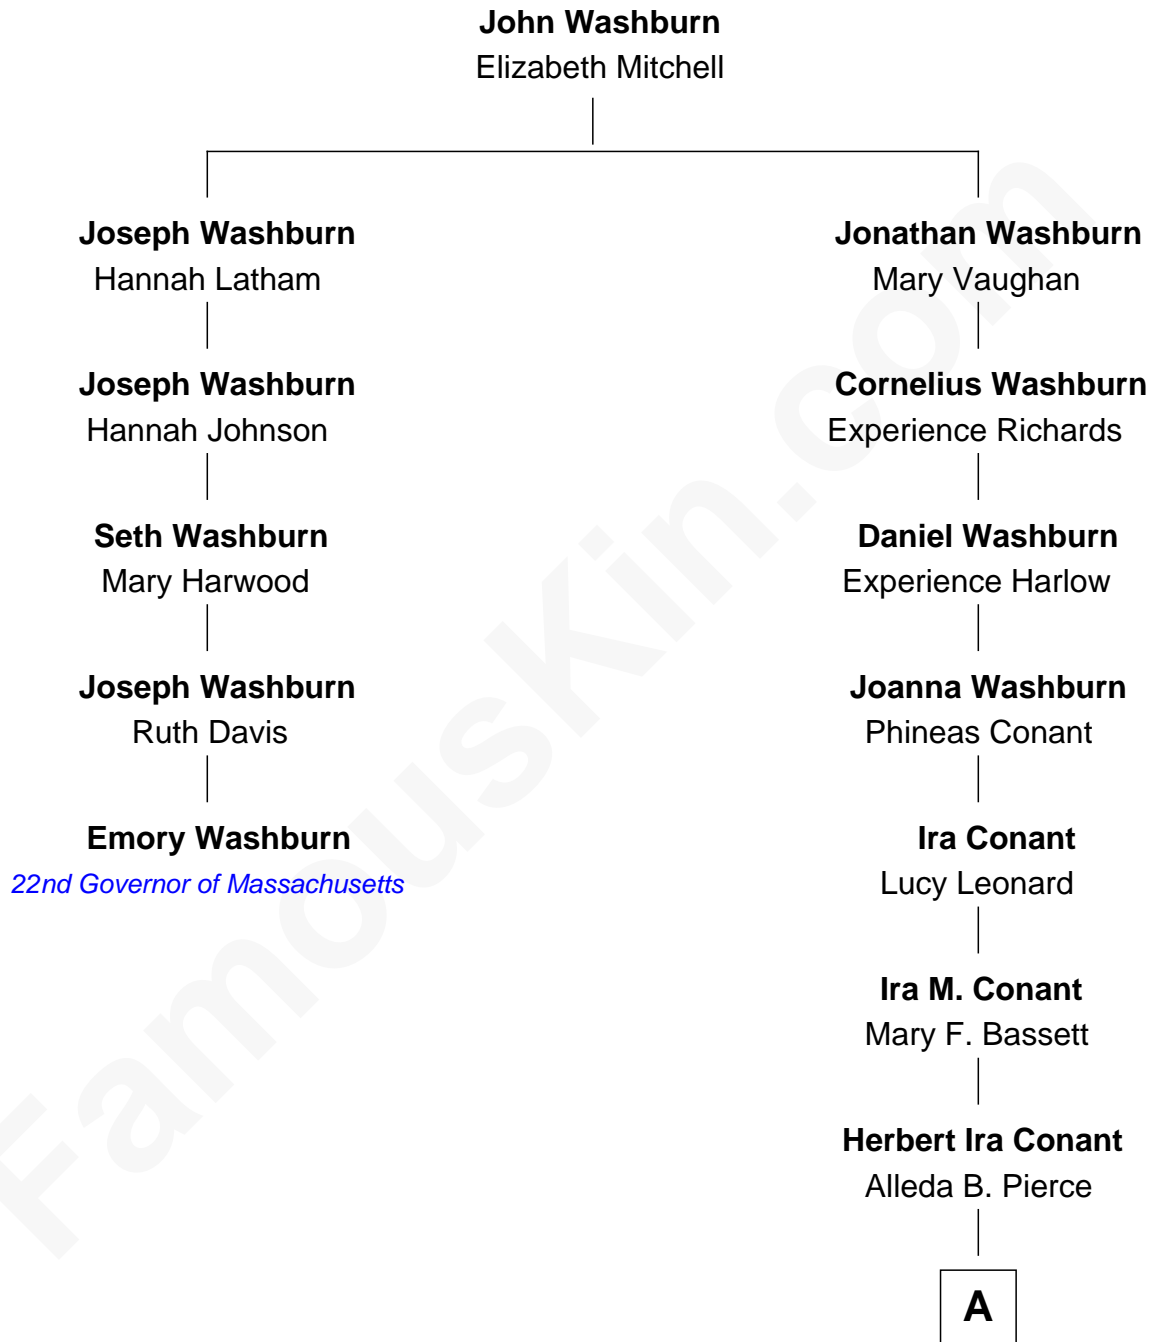 John Washburn
Elizabeth Mitchell
Joseph Washburn
Hannah Latham
Joseph Washburn
Hannah Johnson
Seth Washburn
Mary Harwood
Joseph Washburn
Ruth Davis
Emory Washburn
22nd Governor of Massachusetts
Jonathan Washburn
Mary Vaughan
Cornelius Washburn
Experience Richards
Daniel Washburn
Experience Harlow
Joanna Washburn
Phineas Conant
Ira Conant
Lucy Leonard
Ira M. Conant
Mary F. Bassett
Herbert Ira Conant
Alleda B. Pierce
A
FamousKin.com